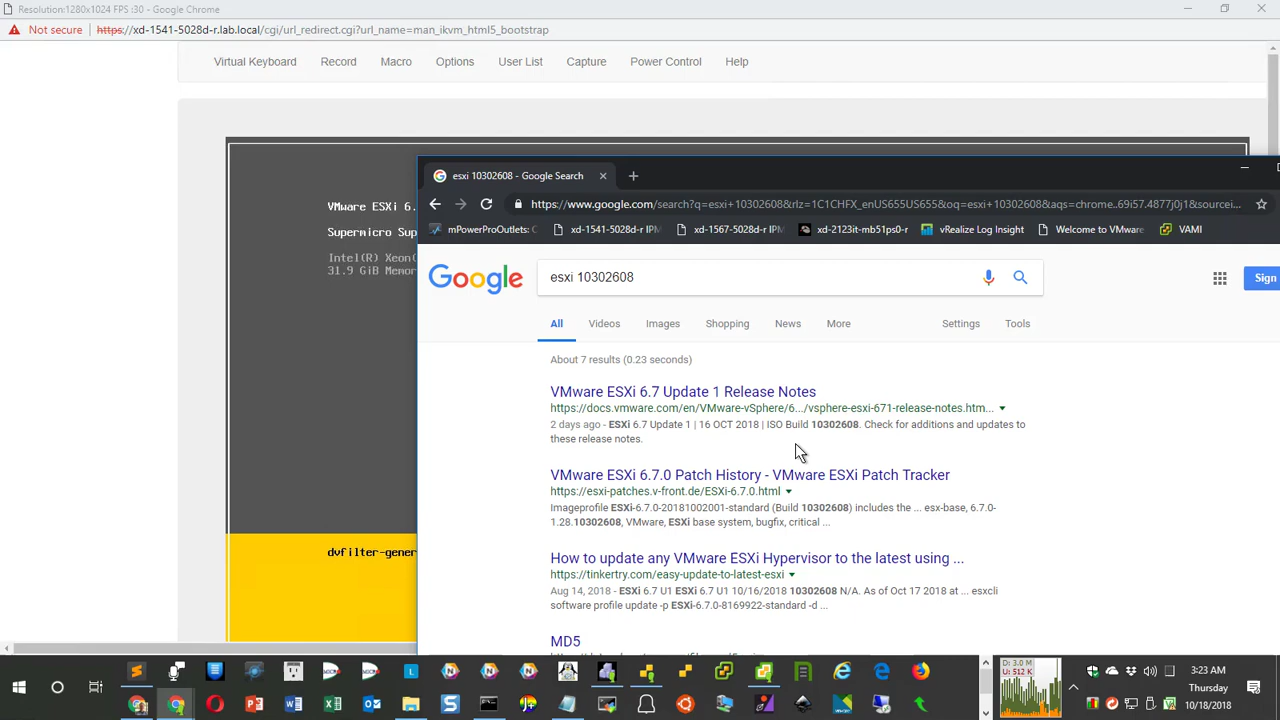 Resolution:1280x1024 FPS :30 - Google Chrome
Not secure | https://xd-1541-5028d-r.lab.local/cgi/url_redirect.cgi?url_name=man_ikvm_html5_bootstrap
Virtual Keyboard Record Macro Options User List Capture Power Control Help
esxi 10302608 - Google Search
https://www.google.com/search?q=esxi+10302608&rlz=1C1CHFX_enUS655US655&oq=esxi+10302608&aqs=chrome..69i57.4877j0j1&sourcei...
mPowerProOutlets: C xd-1541-5028d-r IPM xd-1567-5028d-r IPM xd-2123it-mb51ps0-r vRealize Log Insight Welcome to VMware VAMI
VMware ESXi 6.
Supermicro Sup
Intel(R) Xeon(
31.9 GiB Memor
Google
esxi 10302608
Sign
All Videos Images Shopping News More Settings Tools
About 7 results (0.23 seconds)
VMware ESXi 6.7 Update 1 Release Notes
https://docs.vmware.com/en/VMware-vSphere/6.../vsphere-esxi-671-release-notes.htm...
2 days ago - ESXi 6.7 Update 1 | 16 OCT 2018 | ISO Build 10302608. Check for additions and updates to
these release notes.
VMware ESXi 6.7.0 Patch History - VMware ESXi Patch Tracker
https://esxi-patches.v-front.de/ESXi-6.7.0.html
Imageprofile ESXi-6.7.0-20181002001-standard (Build 10302608) includes the ... esx-base, 6.7.0-
1.28.10302608, VMware, ESXi base system, bugfix, critical ...
dvfilter-gener
How to update any VMware ESXi Hypervisor to the latest using ...
https://tinkertry.com/easy-update-to-latest-esxi
Aug 14, 2018 - ESXi 6.7 U1 ESXi 6.7 U1 10/16/2018 10302608 N/A. As of Oct 17 2018 at ... esxcli
software profile update -p ESXi-6.7.0-8169922-standard -d ...
MD5
D: 3.0 M
U: 512 K
3:23 AM
Thursday
10/18/2018